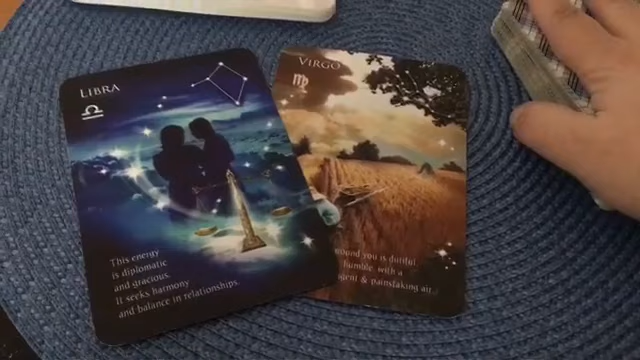 LIBRA
This energy
is diplomatic
and gracious.
It seeks harmony
and balance in relationships.
VIRGO
you is dutiful,
humble, with a
& painstaking air.